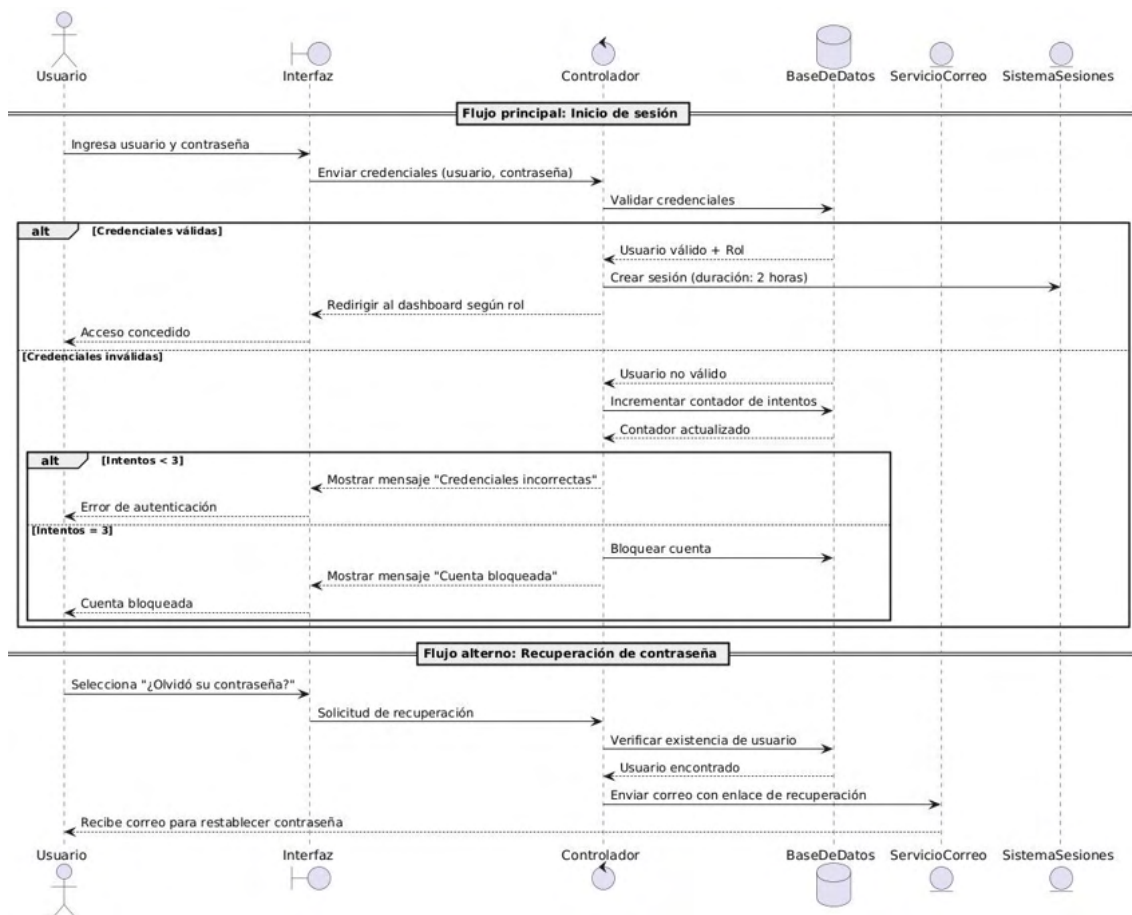 Usuario Interfaz Controlador BaseDeDatos ServicioCorreo SistemaSesiones
Flujo principal: Inicio de sesión
Ingresa usuario y contraseña
Enviar credenciales (usuario, contraseña)
Validar credenciales
alt [Credenciales válidas]
Usuario válido + Rol
Crear sesión (duración: 2 horas)
Redirigir al dashboard según rol
Acceso concedido
[Credenciales inválidas]
Usuario no válido
Incrementar contador de intentos
Contador actualizado
alt [Intentos < 3]
Mostrar mensaje "Credenciales incorrectas"
Error de autenticación
[Intentos = 3]
Bloquear cuenta
Mostrar mensaje "Cuenta bloqueada"
Cuenta bloqueada
Flujo alterno: Recuperación de contraseña
Selecciona "¿Olvidó su contraseña?"
Solicitud de recuperación
Verificar existencia de usuario
Usuario encontrado
Enviar correo con enlace de recuperación
Recibe correo para restablecer contraseña
Usuario Interfaz Controlador BaseDeDatos ServicioCorreo SistemaSesiones